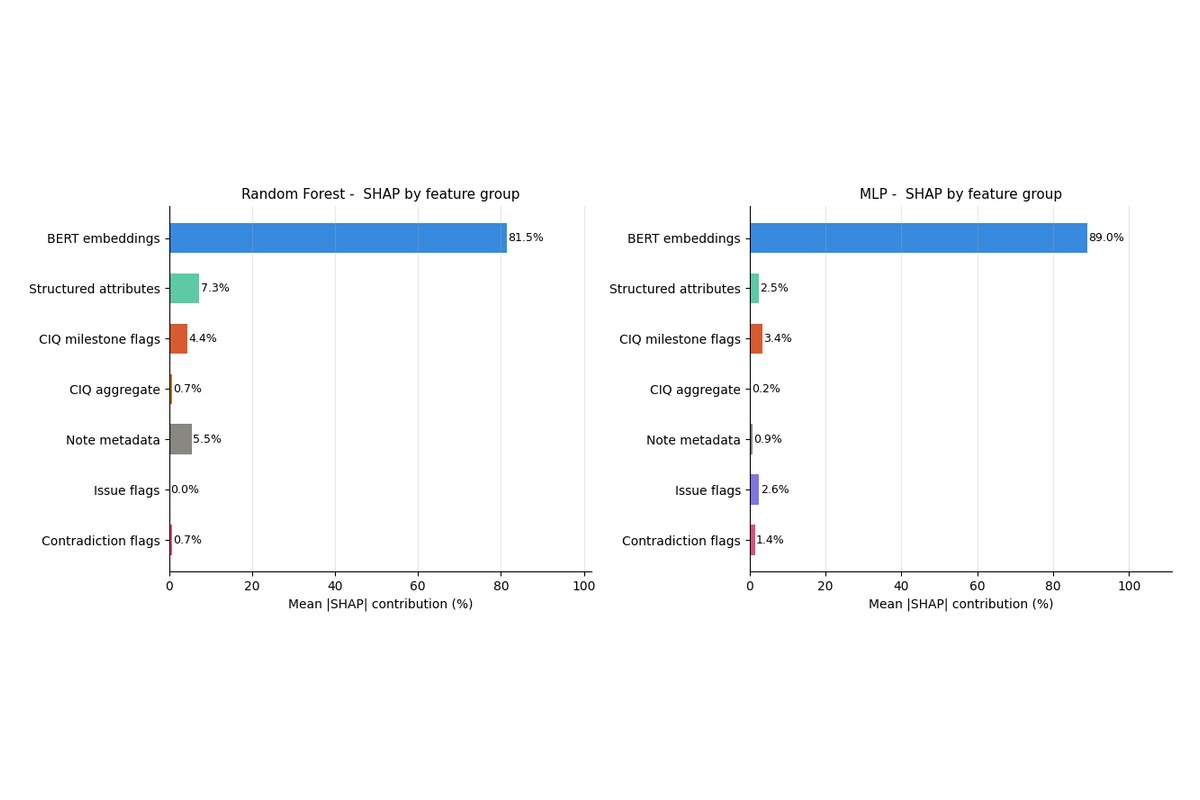 Random Forest -  SHAP by feature group
BERT embeddings 81.5%
Structured attributes 7.3%
CIQ milestone flags 4.4%
CIQ aggregate 0.7%
Note metadata 5.5%
Issue flags 0.0%
Contradiction flags 0.7%
0 20 40 60 80 100
Mean |SHAP| contribution (%)
MLP -  SHAP by feature group
BERT embeddings 89.0%
Structured attributes 2.5%
CIQ milestone flags 3.4%
CIQ aggregate 0.2%
Note metadata 0.9%
Issue flags 2.6%
Contradiction flags 1.4%
0 20 40 60 80 100
Mean |SHAP| contribution (%)